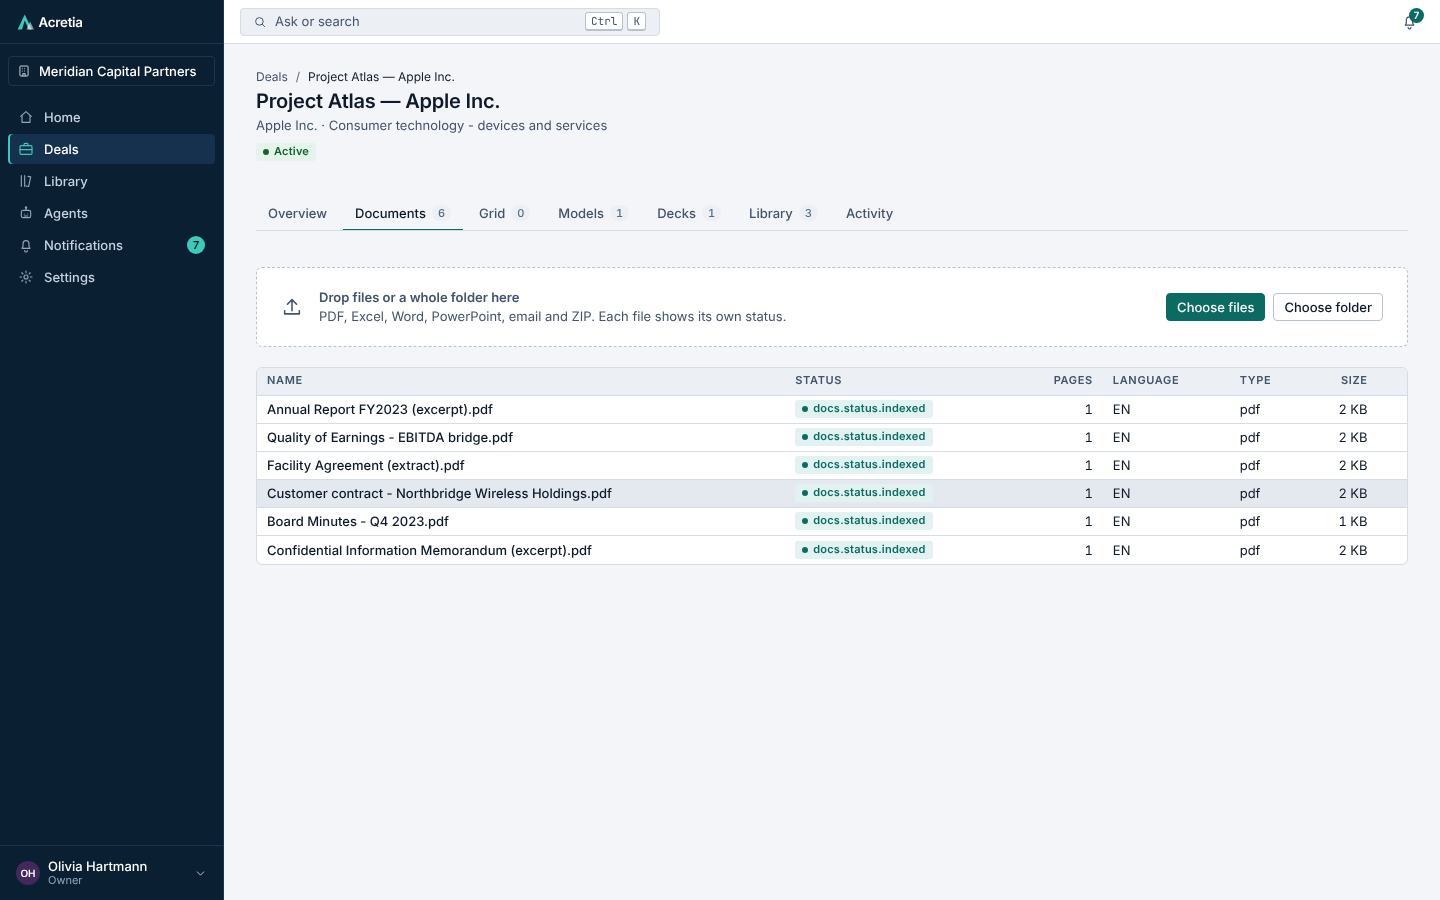 Acretia
Ask or search
Ctrl K
7
Meridian Capital Partners
Home
Deals
Library
Agents
Notifications 7
Settings
Deals / Project Atlas — Apple Inc.
Project Atlas — Apple Inc.
Apple Inc. · Consumer technology - devices and services
Active
Overview Documents 6 Grid 0 Models 1 Decks 1 Library 3 Activity
Drop files or a whole folder here
PDF, Excel, Word, PowerPoint, email and ZIP. Each file shows its own status.
Choose files Choose folder
NAME STATUS PAGES LANGUAGE TYPE SIZE
Annual Report FY2023 (excerpt).pdf docs.status.indexed 1 EN pdf 2 KB
Quality of Earnings - EBITDA bridge.pdf docs.status.indexed 1 EN pdf 2 KB
Facility Agreement (extract).pdf docs.status.indexed 1 EN pdf 2 KB
Customer contract - Northbridge Wireless Holdings.pdf docs.status.indexed 1 EN pdf 2 KB
Board Minutes - Q4 2023.pdf docs.status.indexed 1 EN pdf 1 KB
Confidential Information Memorandum (excerpt).pdf docs.status.indexed 1 EN pdf 2 KB
OH Olivia Hartmann
Owner